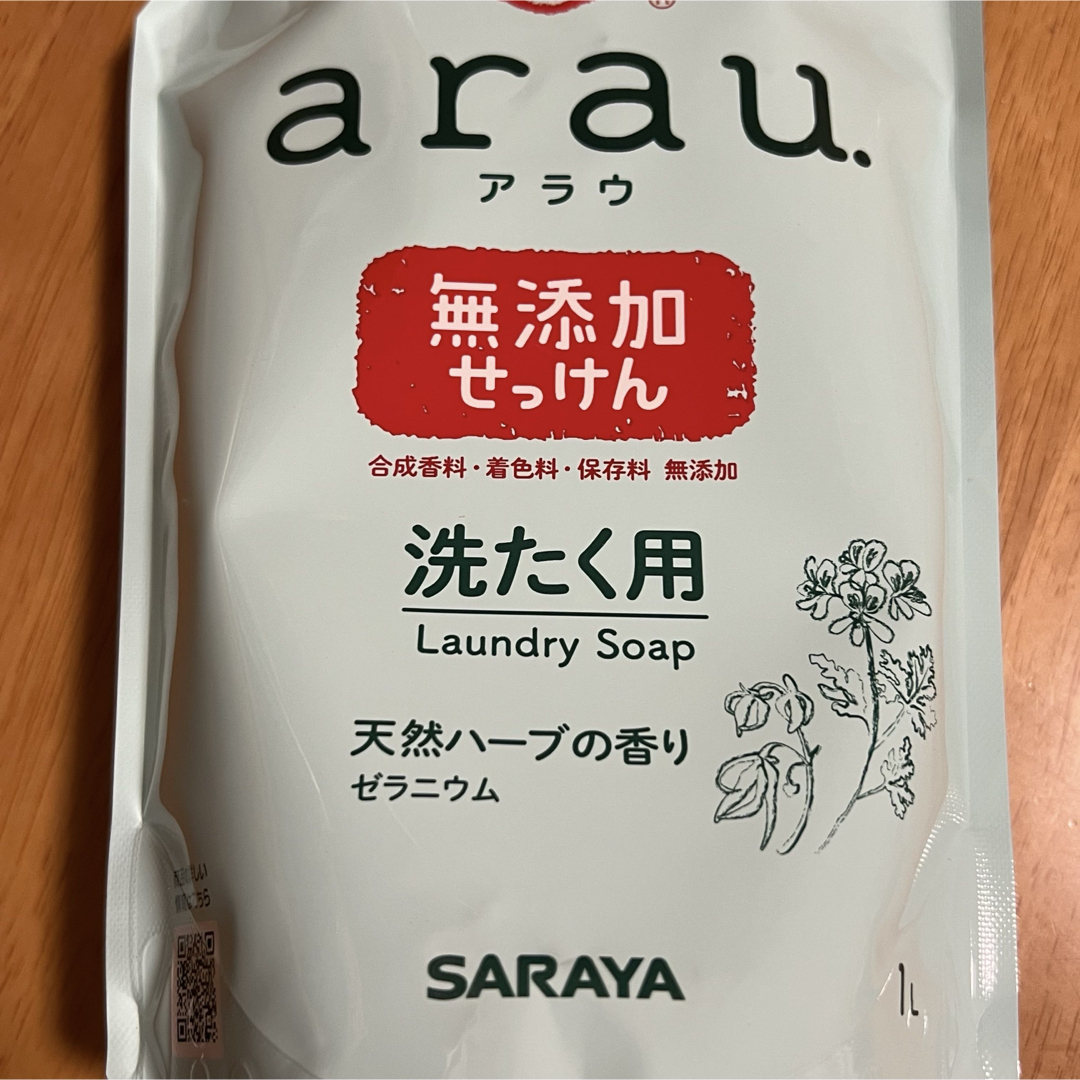 arau.
アラウ
無添加
せっけん
合成香料・着色料・保存料 無添加
洗たく用
Laundry Soap
天然ハーブの香り
ゼラニウム
SARAYA
1L